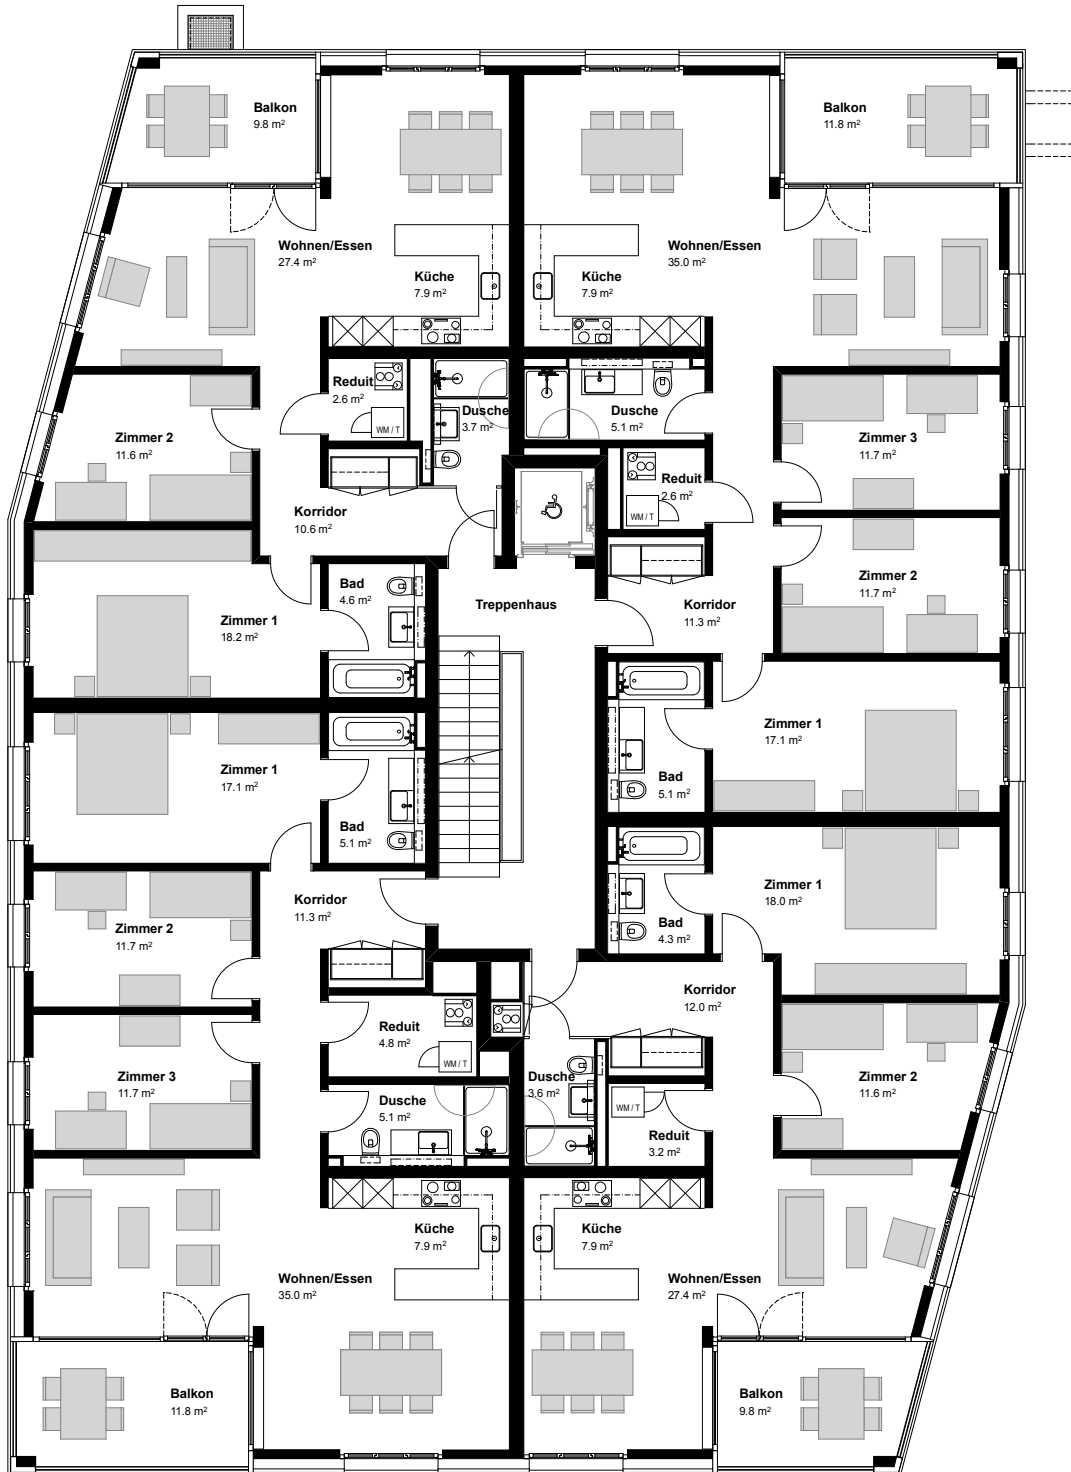 Balkon
9.8 m²
Balkon
11.8 m²
Wohnen/Essen
27.4 m²
Küche
7.9 m²
Küche
7.9 m²
Wohnen/Essen
35.0 m²
Reduit
2.6 m²
WM / T
Dusche
3.7 m²
Dusche
5.1 m²
Zimmer 2
11.6 m²
Zimmer 3
11.7 m²
Reduit
2.6 m²
WM / T
Korridor
10.6 m²
Bad
4.6 m²
Treppenhaus
Korridor
11.3 m²
Zimmer 2
11.7 m²
Zimmer 1
18.2 m²
Zimmer 1
17.1 m²
Zimmer 1
17.1 m²
Bad
5.1 m²
Bad
5.1 m²
Zimmer 1
18.0 m²
Korridor
11.3 m²
Zimmer 2
11.7 m²
Bad
4.3 m²
Korridor
12.0 m²
Reduit
4.8 m²
WM / T
Zimmer 3
11.7 m²
Dusche
3.6 m²
Zimmer 2
11.6 m²
Dusche
5.1 m²
WM / T
Reduit
3.2 m²
Küche
7.9 m²
Küche
7.9 m²
Wohnen/Essen
35.0 m²
Wohnen/Essen
27.4 m²
Balkon
11.8 m²
Balkon
9.8 m²